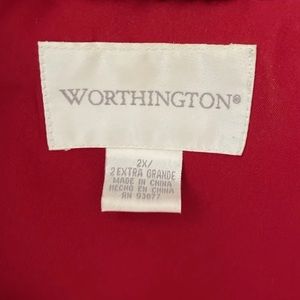 WORTHINGTON®
2X/
2 EXTRA GRANDE
MADE IN CHINA
HECHO EN CHINA
RN 93677